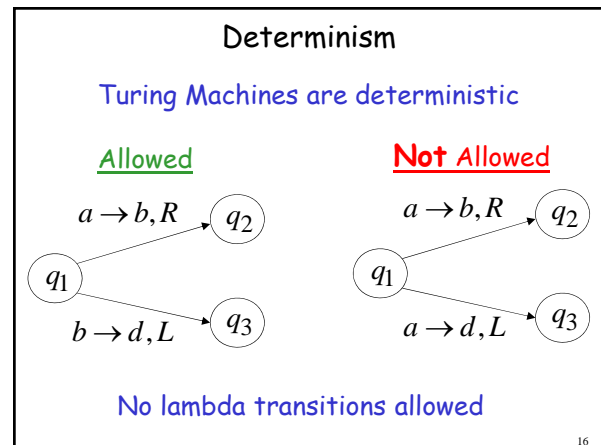 Determinism
Turing Machines are deterministic
Allowed
Not Allowed
a → b, R
q2
q1
b → d, L
q3
a → b, R
q2
q1
a → d, L
q3
No lambda transitions allowed
16